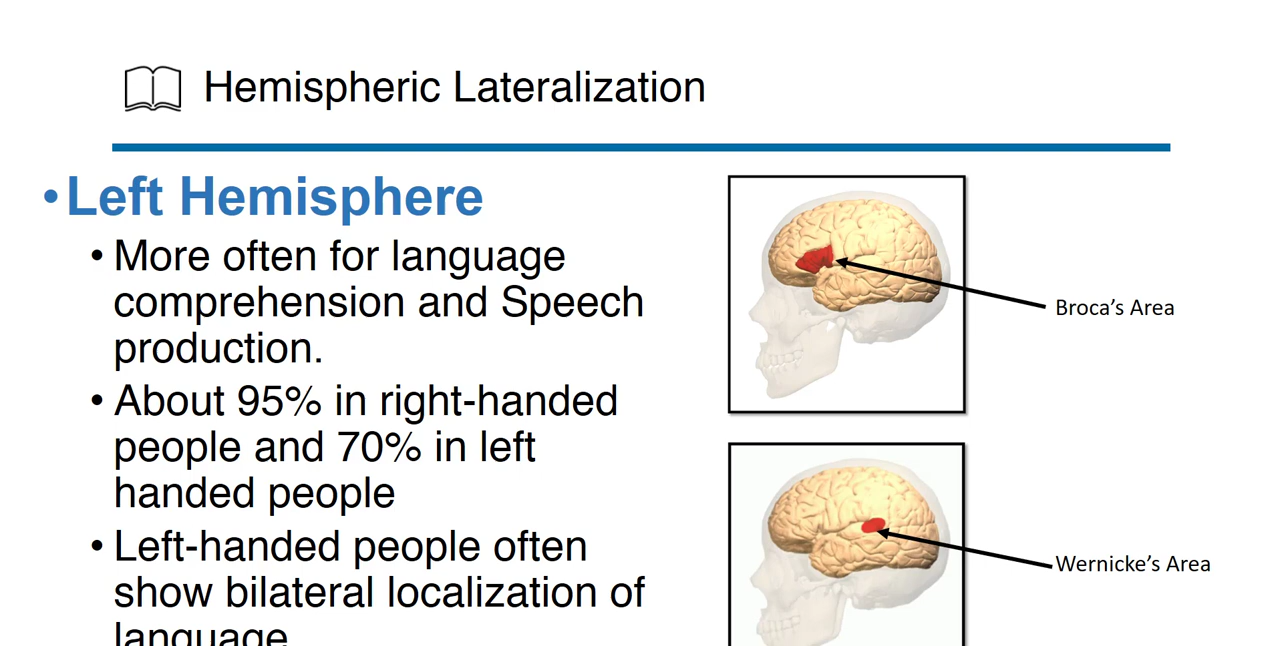 Hemispheric Lateralization
•Left Hemisphere
• More often for language
comprehension and Speech
production.
• About 95% in right-handed
people and 70% in left
handed people
• Left-handed people often
show bilateral localization of
language
Broca's Area
Wernicke's Area